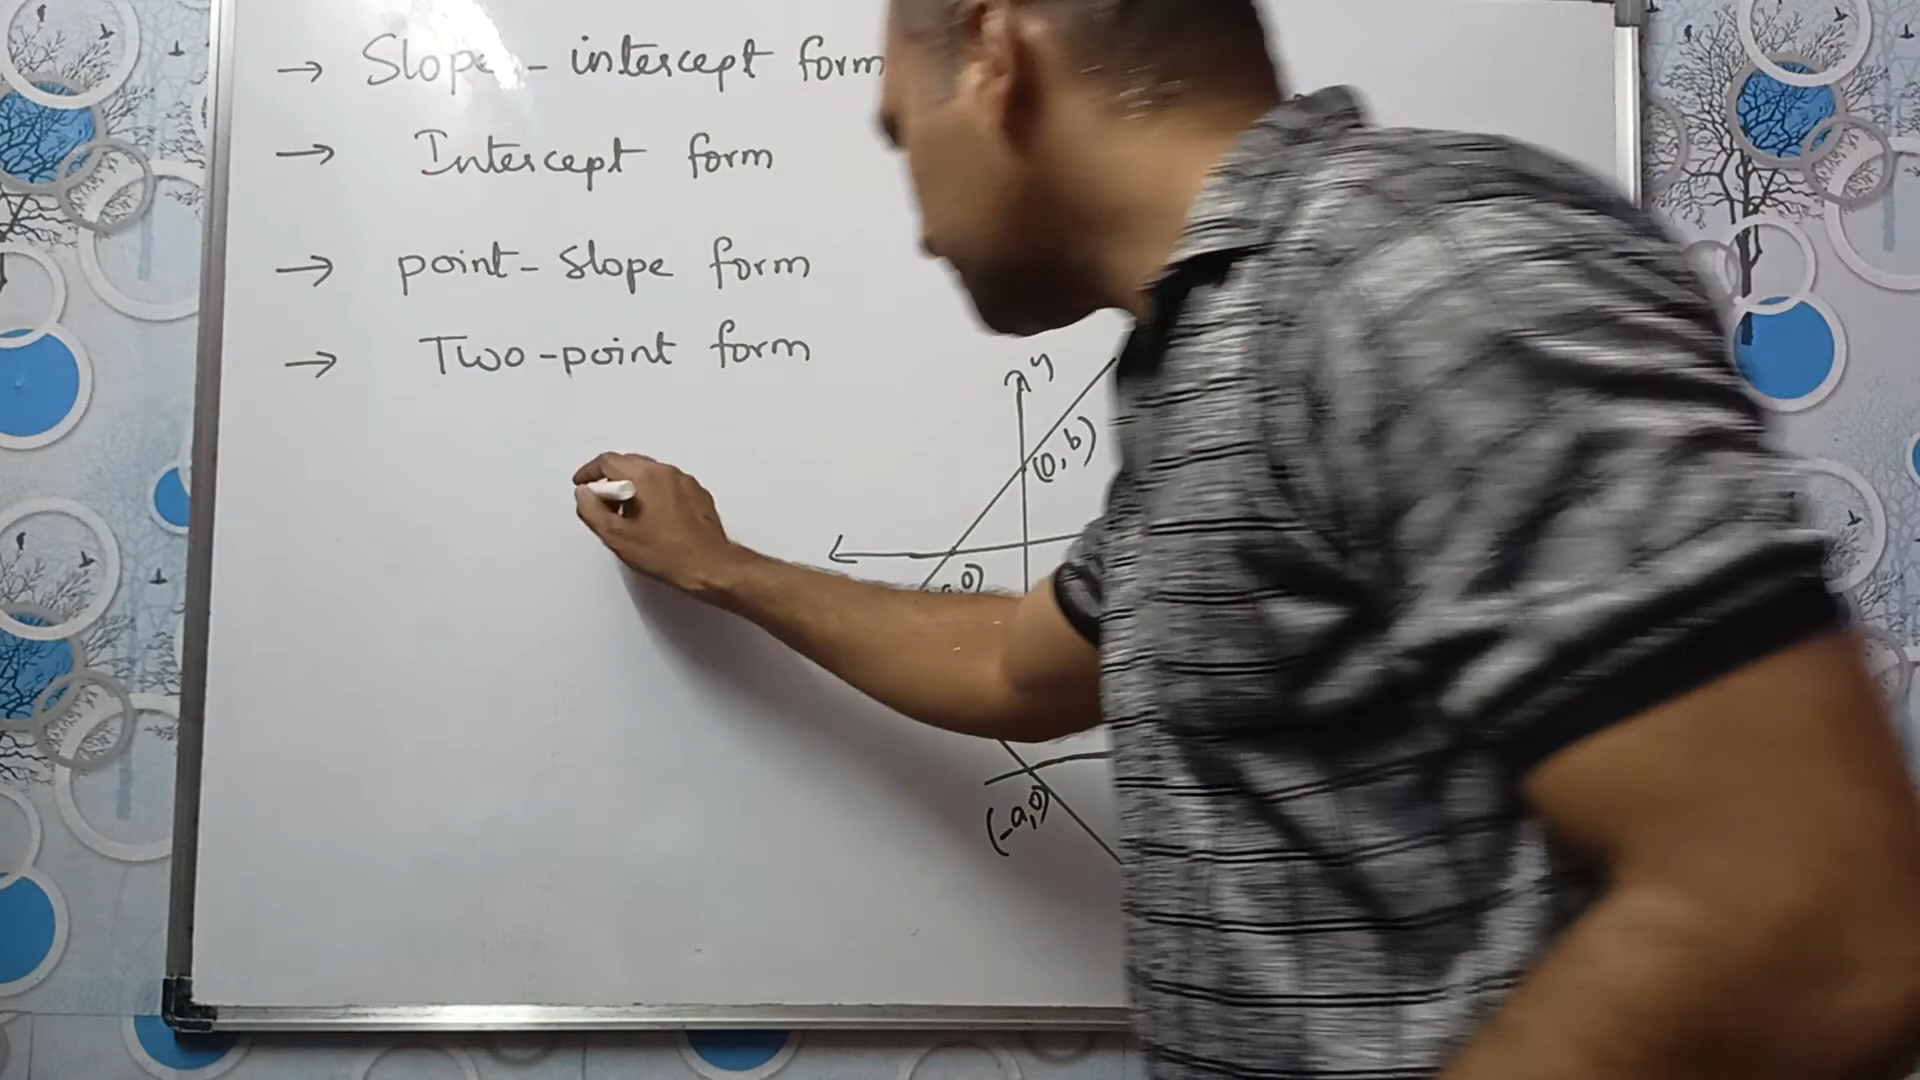 → Slope - intercept form
→ Intercept form
→ point - slope form
→ Two-point form
y
(0, b)
(-a,0)